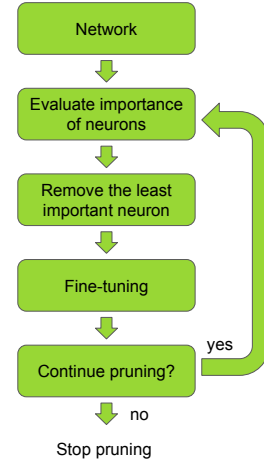 Network
Evaluate importance
of neurons
Remove the least
important neuron
Fine-tuning
yes
Continue pruning?
no
Stop pruning